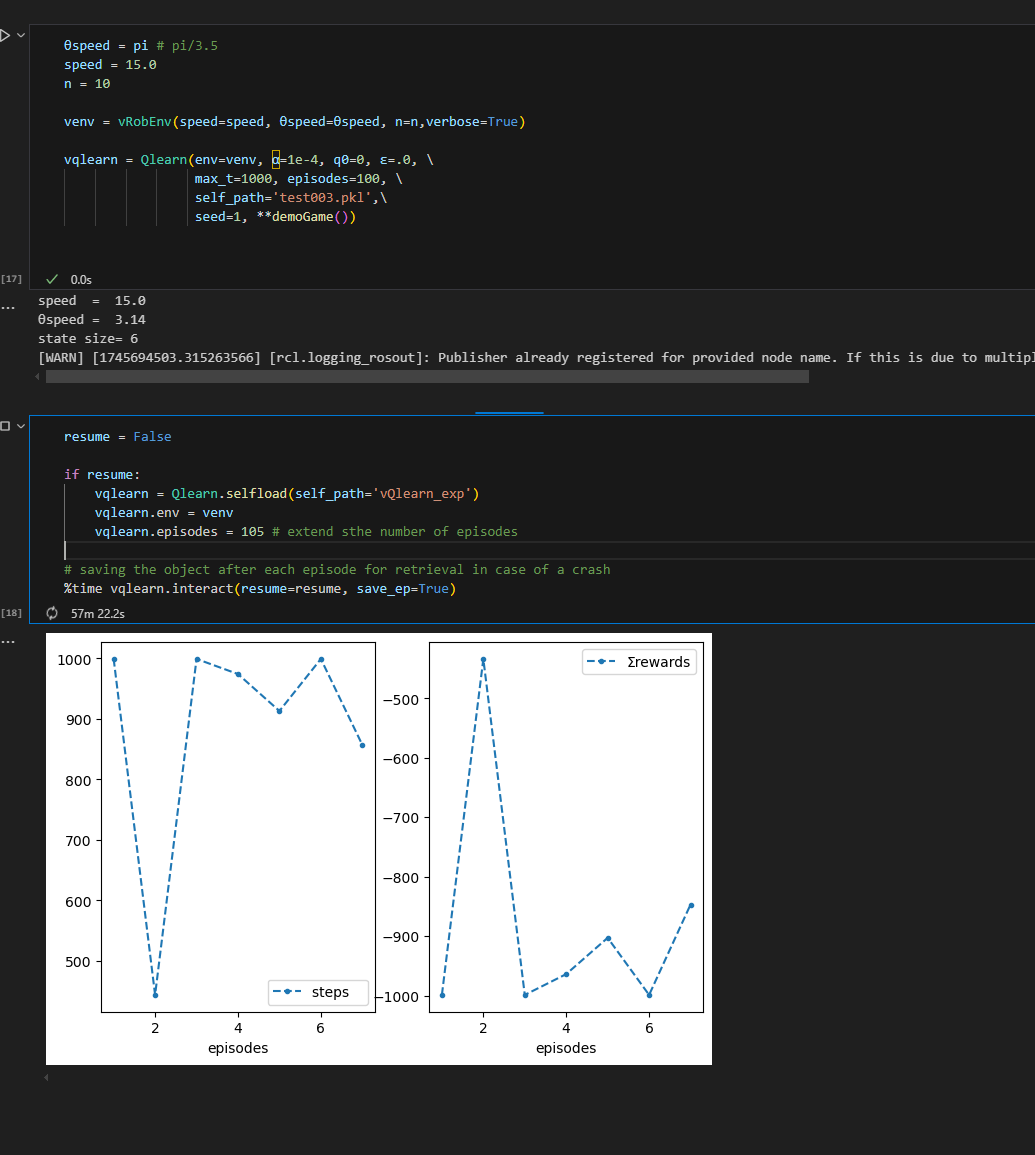 θspeed = pi # pi/3.5
speed = 15.0
n = 10
venv = vRobEnv(speed=speed, θspeed=θspeed, n=n,verbose=True)
vqlearn = Qlearn(env=venv, α=1e-4, q0=0, ε=.0, \
max_t=1000, episodes=100, \
self_path='test003.pkl',\
seed=1, **demoGame())
[17]
0.0s
...
speed  =  15.0
θspeed =  3.14
state size= 6
[WARN] [1745694503.315263566] [rcl.logging_rosout]: Publisher already registered for provided node name. If this is due to multipl
resume = False
if resume:
vqlearn = Qlearn.selfload(self_path='vQlearn_exp')
vqlearn.env = venv
vqlearn.episodes = 105 # extend sthe number of episodes
# saving the object after each episode for retrieval in case of a crash
%time vqlearn.interact(resume=resume, save_ep=True)
[18]
57m 22.2s
...
1000
900
800
700
600
500
steps
2
4
6
episodes
Σrewards
−500
−600
−700
−800
−900
−1000
2
4
6
episodes